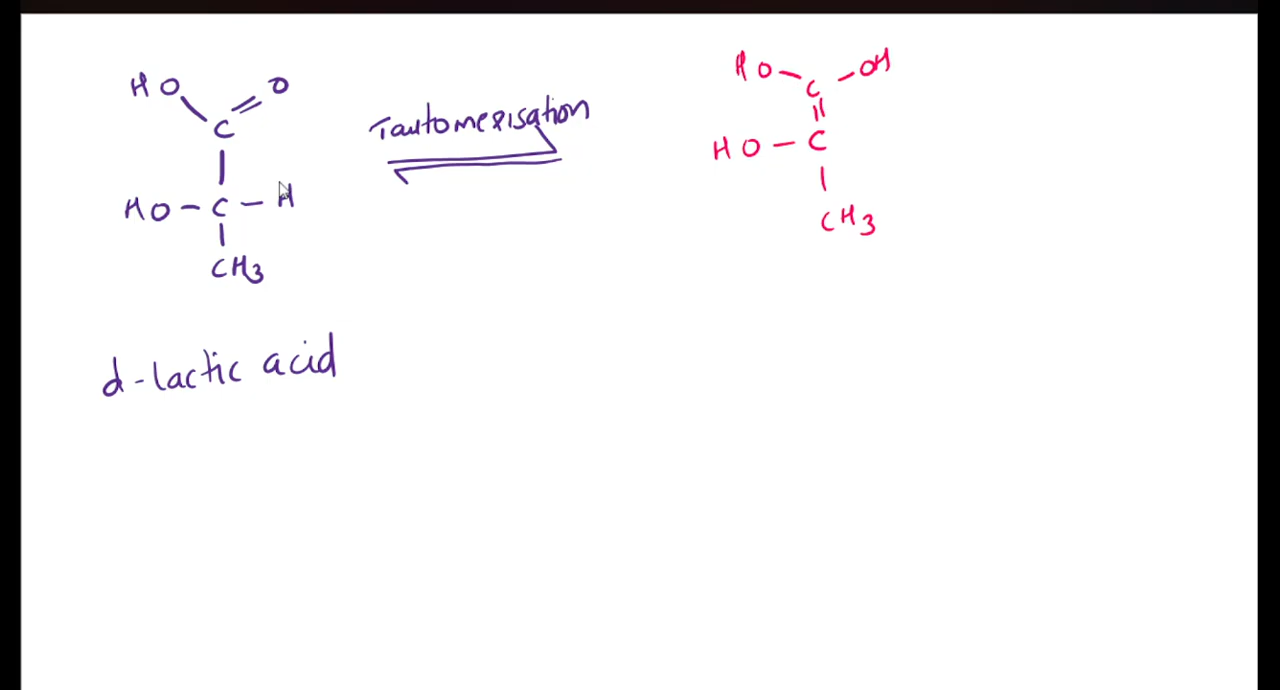 HO O
C
HO - C - H
CH3
d-lactic acid
Tautomerisation
HO - C - OH
HO - C
CH3